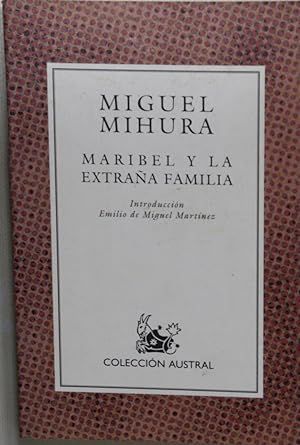 MIGUEL
MIHURA
MARIBEL Y LA
EXTRAÑA FAMILIA
Introducción
Emilio de Miguel Martínez
COLECCIÓN AUSTRAL